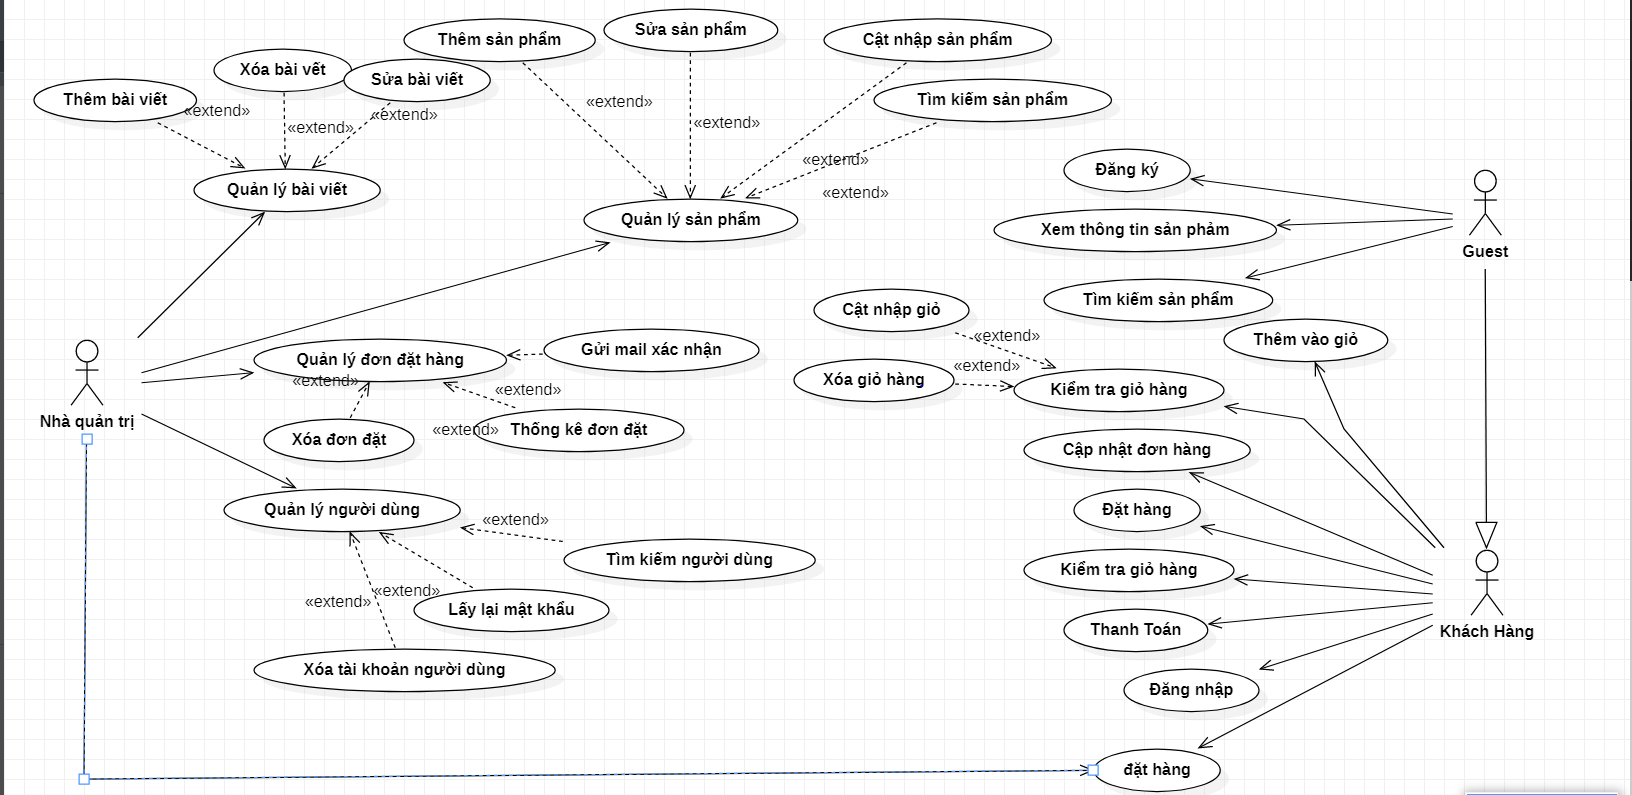 Thêm sản phẩm
Sửa sản phẩm
Cật nhập sản phẩm
Xóa bài vết
Sửa bài viết
Thêm bài viết
Tìm kiếm sản phẩm
«extend»
«extend»
«extend»
«extend»
«extend»
«extend»
«extend»
Quản lý bài viết
Quản lý sản phẩm
Đăng ký
Xem thông tin sản phảm
Guest
Tìm kiếm sản phẩm
Cật nhập giỏ
Thêm vào giỏ
«extend»
Gửi mail xác nhận
Quản lý đơn đặt hàng
«extend»
Xóa giỏ hàng
Kiểm tra giỏ hàng
«extend»
«extend»
Nhà quản trị
Xóa đơn đặt
«extend»
Thống kê đơn đặt
Cập nhật đơn hàng
Quản lý người dùng
«extend»
Đặt hàng
Tìm kiếm người dùng
Kiểm tra giỏ hàng
«extend»
«extend»
Lấy lại mật khẩu
Thanh Toán
Khách Hàng
Xóa tài khoản người dùng
Đăng nhập
đặt hàng